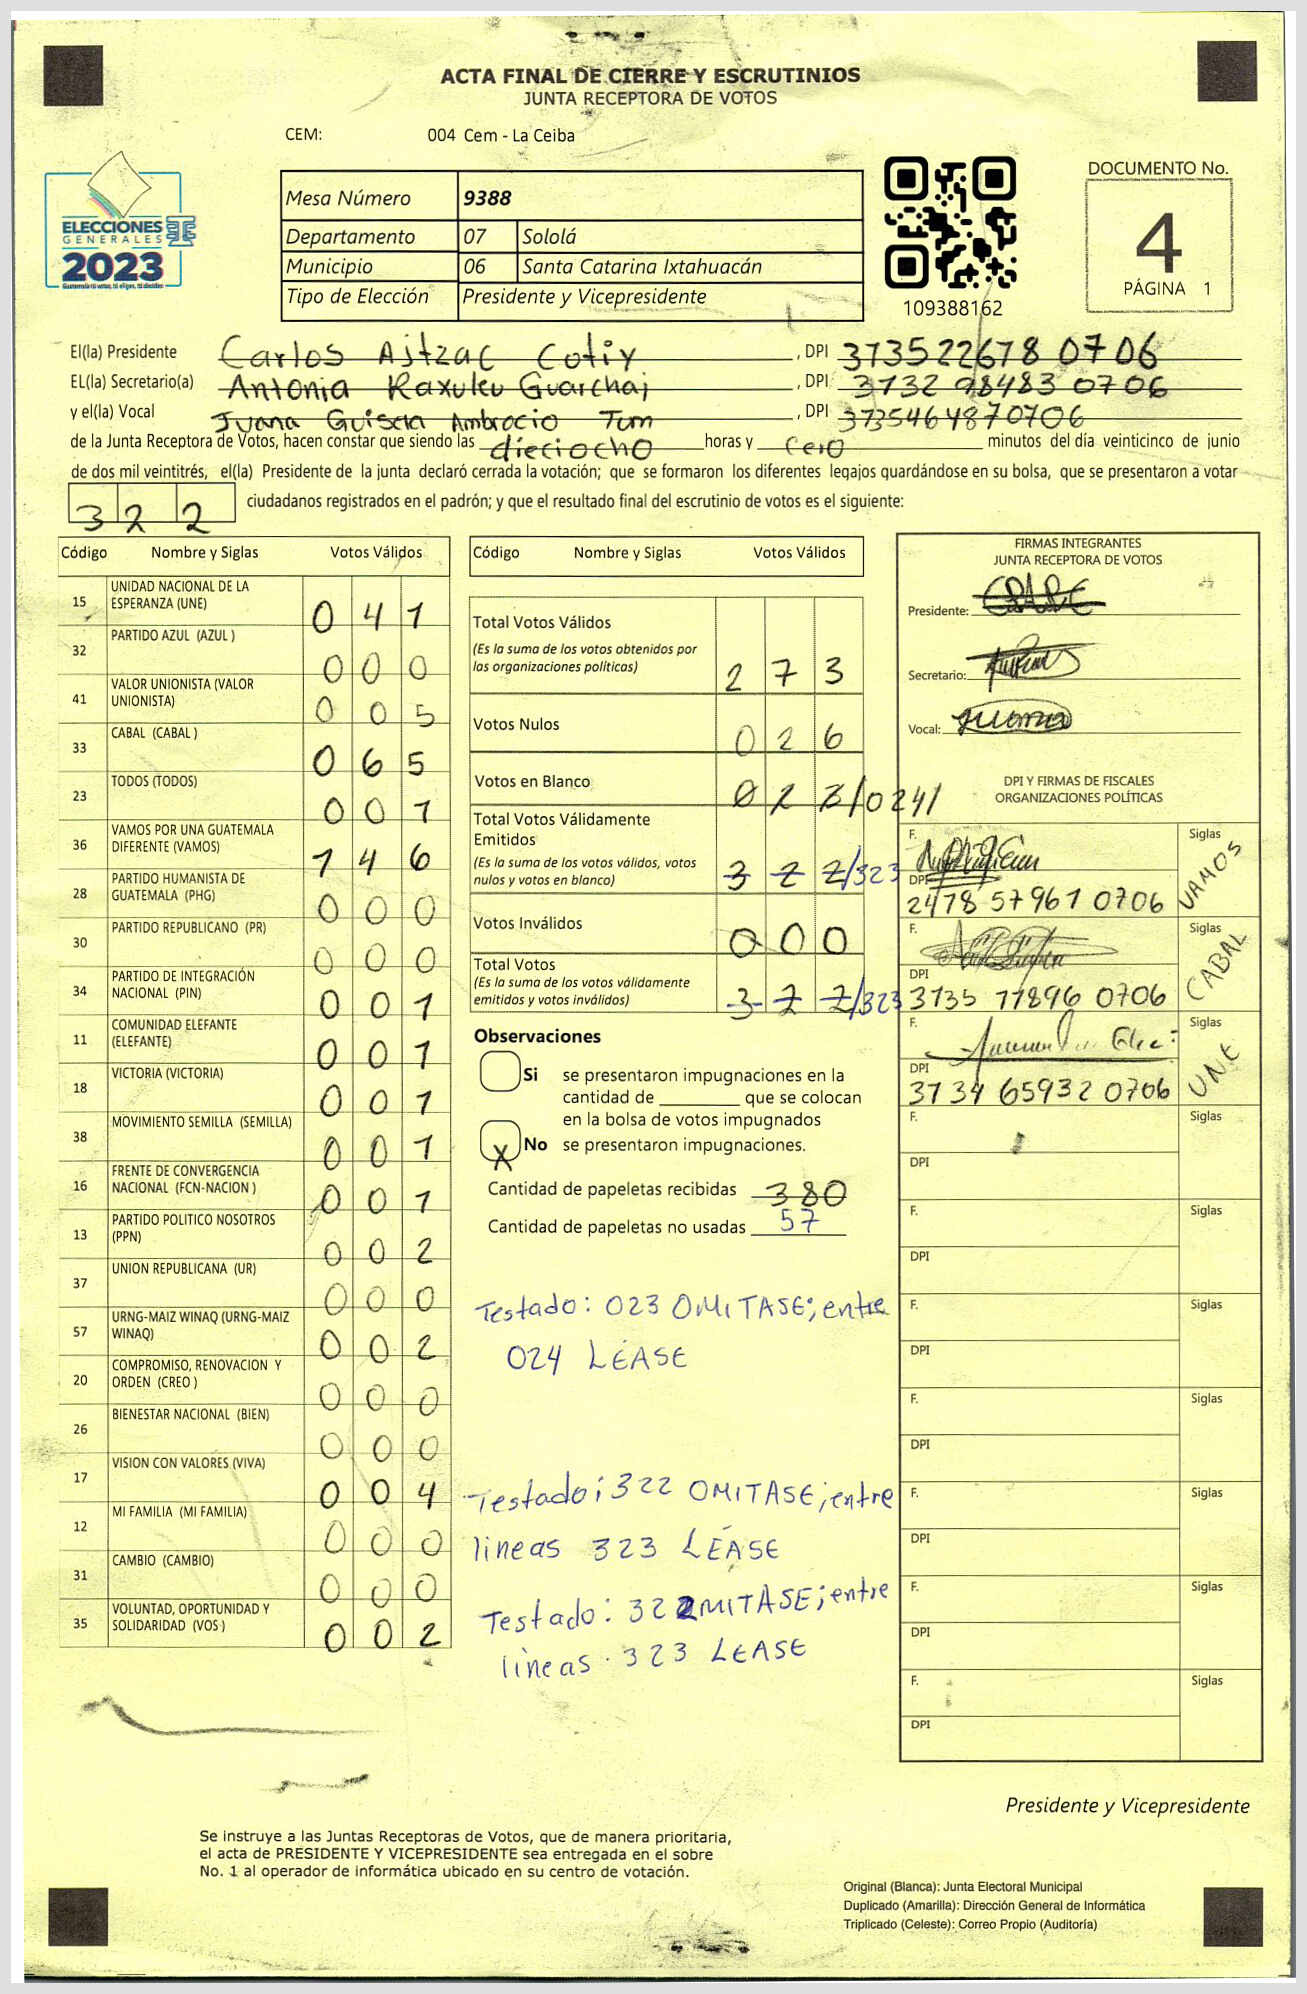 ACTA FINAL DE CIERRE Y ESCRUTINIOS
JUNTA RECEPTORA DE VOTOS
CEM: 004 Cem - La Ceiba
ELECCIONES
GENERALES
2023
Mesa Número 9388
Departamento 07 Sololá
Municipio 06 Santa Catarina Ixtahuacán
Tipo de Elección Presidente y Vicepresidente
109388162
DOCUMENTO No.
4
PÁGINA 1
El(la) Presidente Carlos Ajtzac Cotiy, DPI 373522678 0706
EL(la) Secretario(a) Antonia Raxuleu Guarchaj, DPI 3732 98483 0706
y el(la) Vocal Juana Guisela Ambrocio Tum, DPI 3735464870706
de la Junta Receptora de Votos, hacen constar que siendo las dieciocho horas y cero minutos del día veinticinco de junio
de dos mil veintitrés, el(la) Presidente de la junta declaró cerrada la votación; que se formaron los diferentes legajos quardándose en su bolsa, que se presentaron a votar
322 ciudadanos registrados en el padrón; y que el resultado final del escrutinio de votos es el siguiente:
Código Nombre y Siglas Votos Válidos
15 UNIDAD NACIONAL DE LA ESPERANZA (UNE) 0 4 1
32 PARTIDO AZUL (AZUL ) 0 0 0
41 VALOR UNIONISTA (VALOR UNIONISTA) 0 0 5
33 CABAL (CABAL ) 0 6 5
23 TODOS (TODOS) 0 0 1
36 VAMOS POR UNA GUATEMALA DIFERENTE (VAMOS) 1 4 6
28 PARTIDO HUMANISTA DE GUATEMALA (PHG) 0 0 0
30 PARTIDO REPUBLICANO (PR) 0 0 0
34 PARTIDO DE INTEGRACIÓN NACIONAL (PIN) 0 0 1
11 COMUNIDAD ELEFANTE (ELEFANTE) 0 0 1
18 VICTORIA (VICTORIA) 0 0 1
38 MOVIMIENTO SEMILLA (SEMILLA) 0 0 1
16 FRENTE DE CONVERGENCIA NACIONAL (FCN-NACION ) 0 0 1
13 PARTIDO POLITICO NOSOTROS (PPN) 0 0 2
37 UNION REPUBLICANA (UR) 0 0 0
57 URNG-MAIZ WINAQ (URNG-MAIZ WINAQ) 0 0 2
20 COMPROMISO, RENOVACION Y ORDEN (CREO ) 0 0 0
26 BIENESTAR NACIONAL (BIEN) 0 0 0
17 VISION CON VALORES (VIVA) 0 0 4
12 MI FAMILIA (MI FAMILIA) 0 0 0
31 CAMBIO (CAMBIO) 0 0 0
35 VOLUNTAD, OPORTUNIDAD Y SOLIDARIDAD (VOS ) 0 0 2
Código Nombre y Siglas Votos Válidos
Total Votos Válidos
(Es la suma de los votos obtenidos por
las organizaciones políticas) 2 7 3
Votos Nulos 0 2 6
Votos en Blanco 0 2 3/024/
Total Votos Válidamente
Emitidos
(Es la suma de los votos válidos, votos
nulos y votos en blanco) 3 2 2/323
Votos Inválidos 0 0 0
Total Votos
(Es la suma de los votos válidamente
emitidos y votos inválidos) 3 2 2/323
Observaciones
Si se presentaron impugnaciones en la
cantidad de ________ que se colocan
en la bolsa de votos impugnados
X No se presentaron impugnaciones.
Cantidad de papeletas recibidas 380
Cantidad de papeletas no usadas 57
Testado: 023 OMITASE; entre
024 LEASE
Testado; 322 OMITASE; entre
lineas 323 LÉASE
Testado: 322 OMITASE; entre
lineas. 323 LEASE
FIRMAS INTEGRANTES
JUNTA RECEPTORA DE VOTOS
Presidente:
Secretario:
Vocal:
DPI Y FIRMAS DE FISCALES
ORGANIZACIONES POLÍTICAS
F. Siglas VAMOS
DPI 2478 57961 0706
F. Siglas CABAL
DPI 3135 11896 0706
F. Siglas UNE
DPI 3134 65932 0706
F. Siglas
DPI
F. Siglas
DPI
F. Siglas
DPI
F. Siglas
DPI
F. Siglas
DPI
F. Siglas
DPI
F. Siglas
DPI
Presidente y Vicepresidente
Se instruye a las Juntas Receptoras de Votos, que de manera prioritaria,
el acta de PRESIDENTE Y VICEPRESIDENTE sea entregada en el sobre
No. 1 al operador de informática ubicado en su centro de votación.
Original (Blanca): Junta Electoral Municipal
Duplicado (Amarilla): Dirección General de Informática
Triplicado (Celeste): Correo Propio (Auditoría)